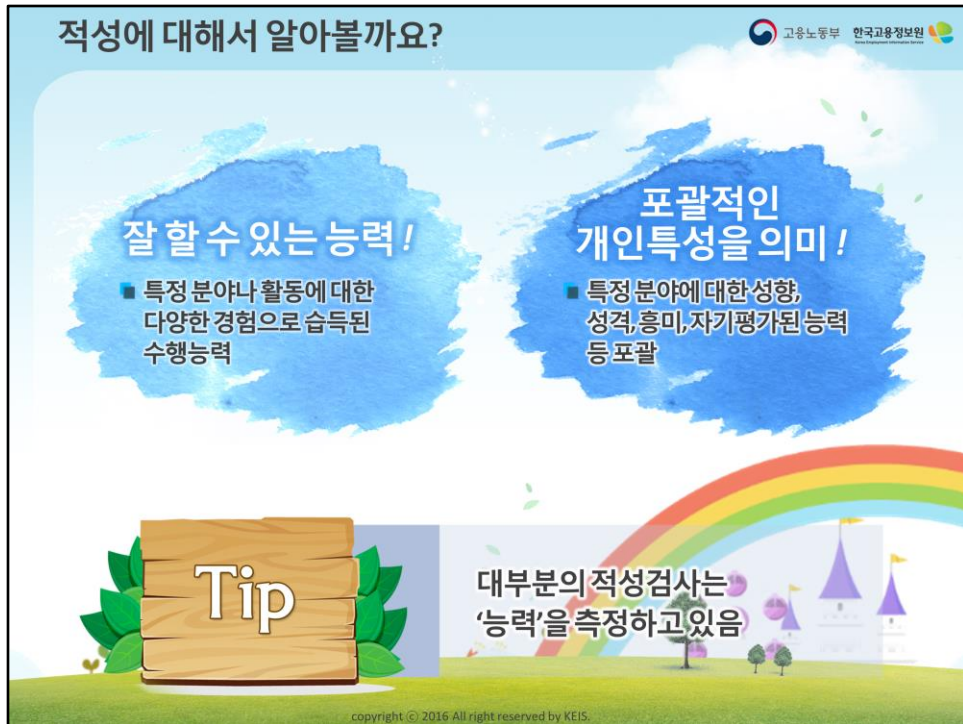 적성에 대해서 알아볼까요?
고용노동부 한국고용정보원
Korea Employment Information Service
잘 할 수 있는 능력!
특정 분야나 활동에 대한
다양한 경험으로 습득된
수행능력
포괄적인
개인특성을 의미!
특정 분야에 대한 성향,
성격, 흥미, 자기평가된 능력
등 포괄
Tip
대부분의 적성검사는
‘능력’을 측정하고 있음
copyright ⓒ 2016 All right reserved by KEIS.